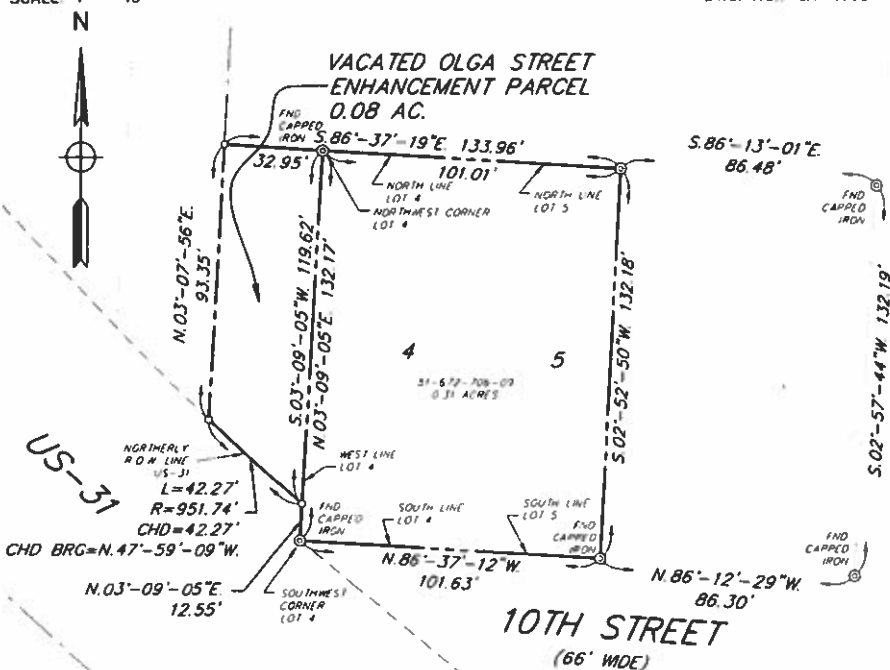 N
VACATED OLGA STREET
ENHANCEMENT PARCEL
0.08 AC.
FND
CAPPED
IRON
S.86°-37'-19"E. 133.96'
32.95'
101.01'
S.86°-13'-01"E.
86.48'
NORTH LINE
LOT 4
NORTHWEST CORNER
LOT 4
NORTH LINE
LOT 5
FND
CAPPED
IRON
N.03°-07'-56"E.
93.35'
S.03°-09'-05"W. 119.62'
N.03°-09'-05"E. 132.17'
S.02°-52'-50"W. 132.18'
S.02°-57'-44"W. 132.19'
4
5
51-672-706-09
0.31 ACRES
US-31
NORTHERLY
R.O.W LINE
US-31
L=42.27'
R=951.74'
CHD=42.27'
CHD BRG=N.47°-59'-09"W.
WEST LINE
LOT 4
FND
CAPPED
IRON
SOUTH LINE
LOT 4
SOUTH LINE
LOT 5
FND
CAPPED
IRON
FND
CAPPED
IRON
N.03°-09'-05"E.
12.55'
SOUTHWEST
CORNER
LOT 4
N.86°-37'-12"W.
101.63'
N.86°-12'-29"W.
86.30'
10TH STREET
(66' WIDE)